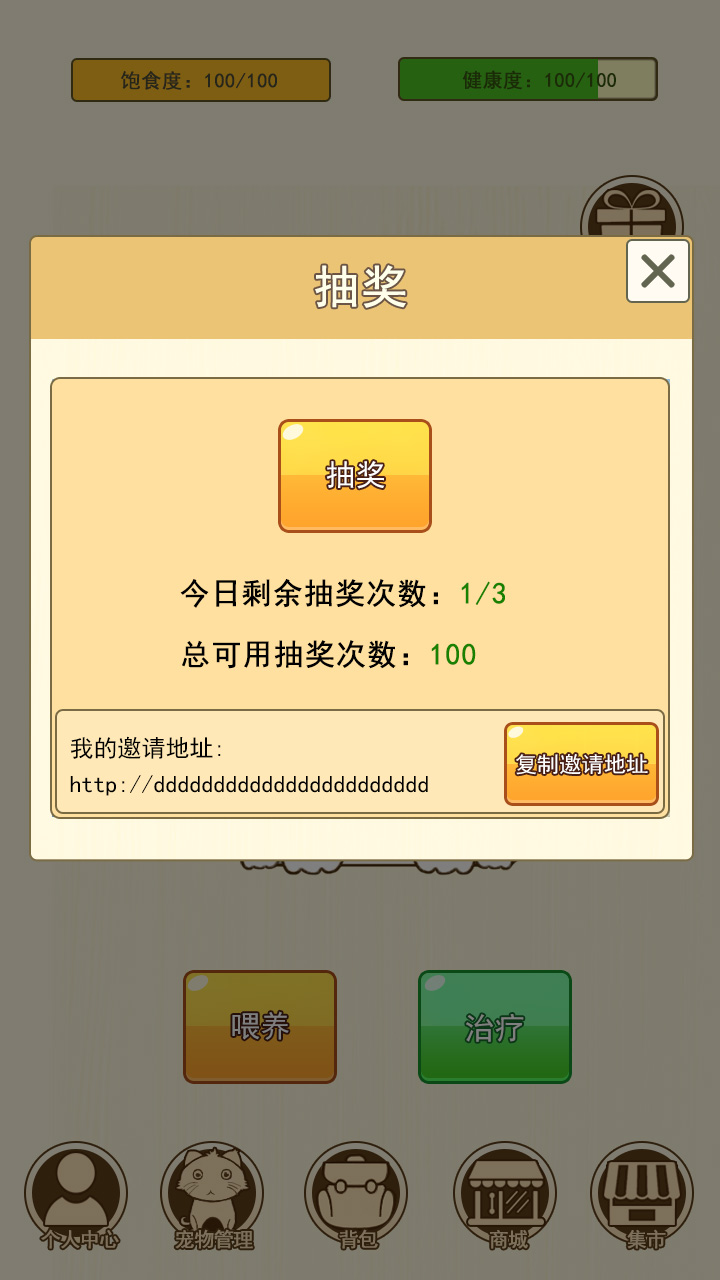 饱食度：100/100
健康度：100/100
抽奖
抽奖
今日剩余抽奖次数：1/3
总可用抽奖次数：100
我的邀请地址:
http://ddddddddddddddddddddddd
复制邀请地址
喂养
治疗
个人中心
宠物管理
背包
商城
集市